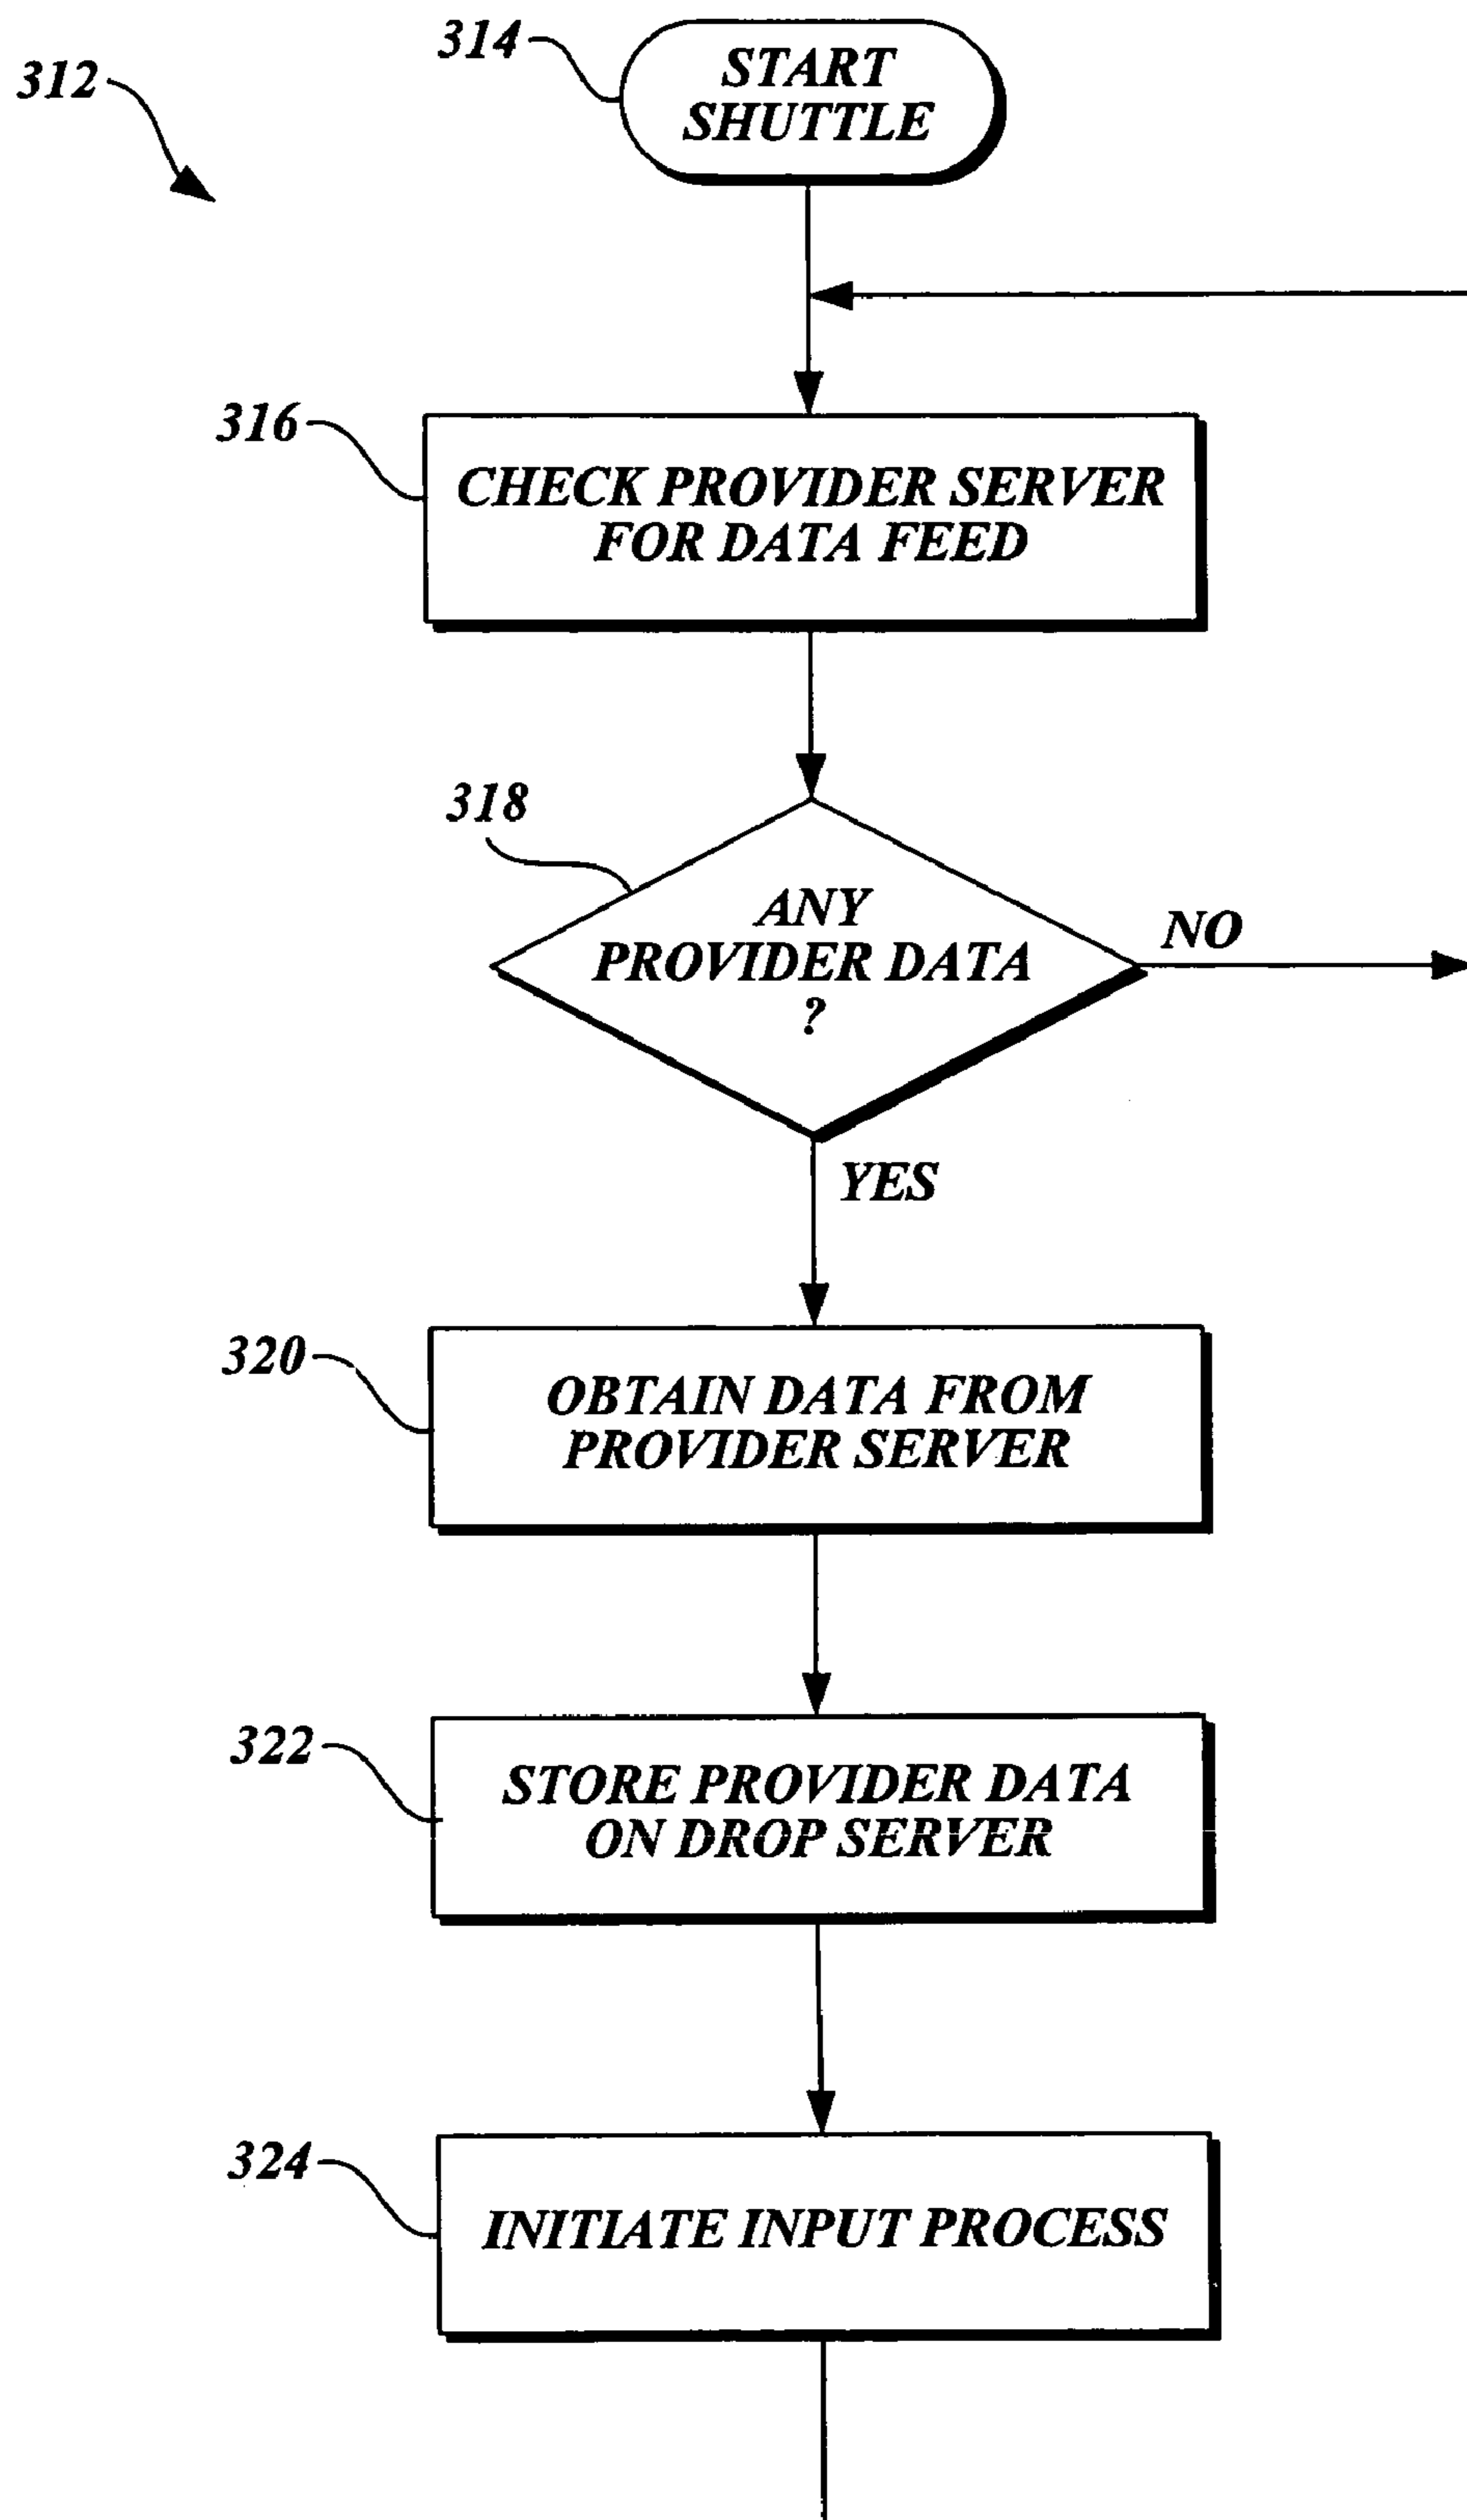 312
314
START
SHUTTLE
316
CHECK PROVIDER SERVER
FOR DATA FEED
318
ANY
PROVIDER DATA
?
NO
YES
320
OBTAIN DATA FROM
PROVIDER SERVER
322
STORE PROVIDER DATA
ON DROP SERVER
324
INITIATE INPUT PROCESS